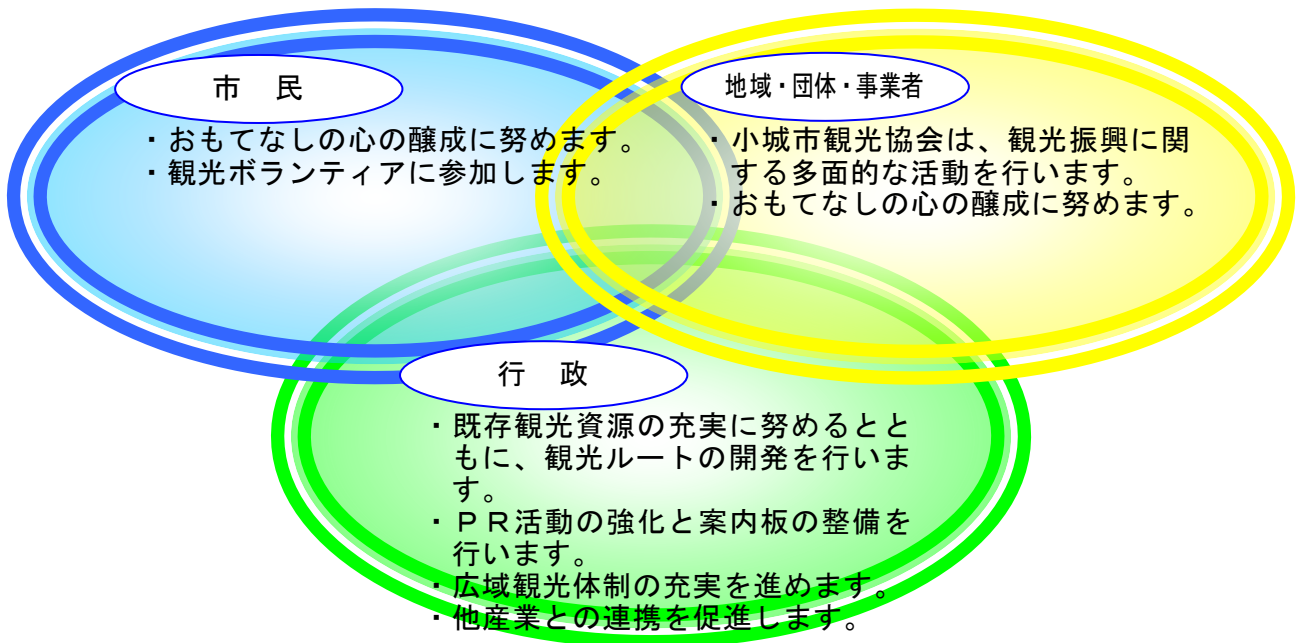 市　民
・おもてなしの心の醸成に努めます。
・観光ボランティアに参加します。
地域・団体・事業者
・小城市観光協会は、観光振興に関
する多面的な活動を行います。
・おもてなしの心の醸成に努めます。
行　政
・既存観光資源の充実に努めるとと
もに、観光ルートの開発を行いま
す。
・ＰＲ活動の強化と案内板の整備を
行います。
・広域観光体制の充実を進めます。
・他産業との連携を促進します。